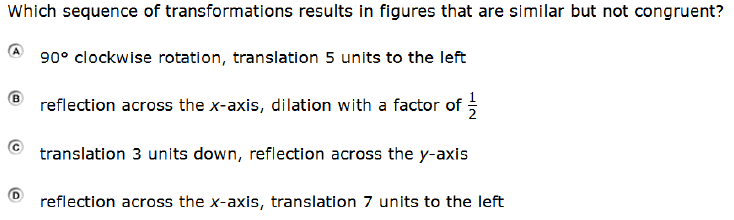 Which sequence of transformations results in figures that are similar but not congruent?
A 90° clockwise rotation, translation 5 units to the left
B reflection across the x-axis, dilation with a factor of 1/2
C translation 3 units down, reflection across the y-axis
D reflection across the x-axis, translation 7 units to the left